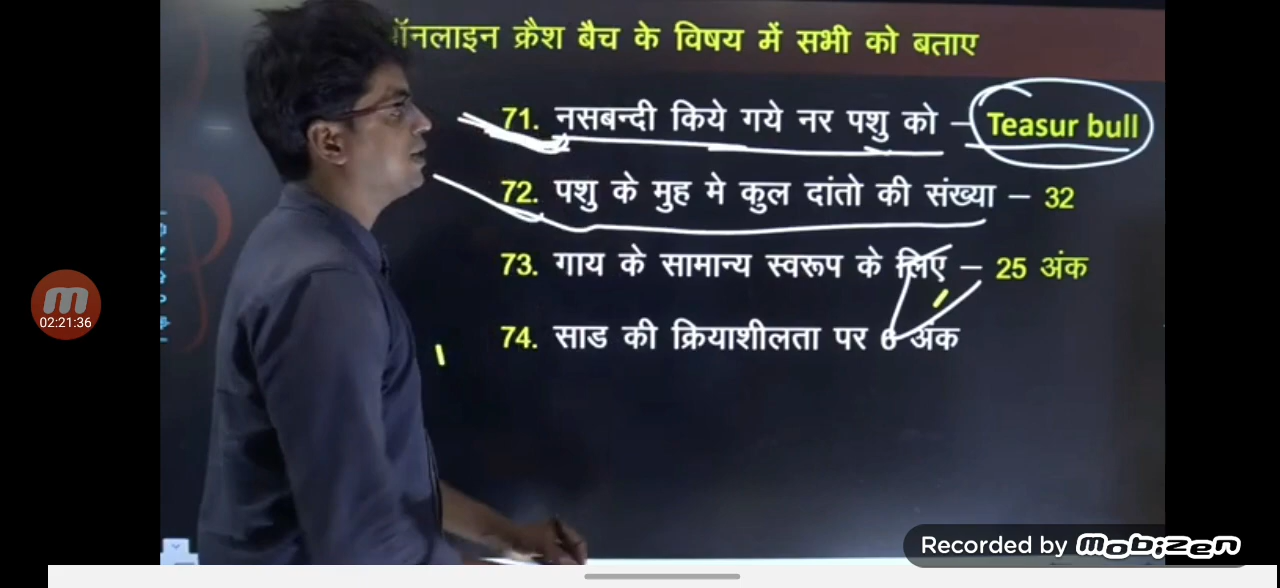 ऑनलाइन क्रैश बैच के विषय में सभी को बताए
71. नसबन्दी किये गये नर पशु को – Teasur bull
72. पशु के मुह मे कुल दांतो की संख्या – 32
73. गाय के सामान्य स्वरूप के लिए – 25 अंक
74. साड की क्रियाशीलता पर 6 अंक
02:21:36
Recorded by mobizen